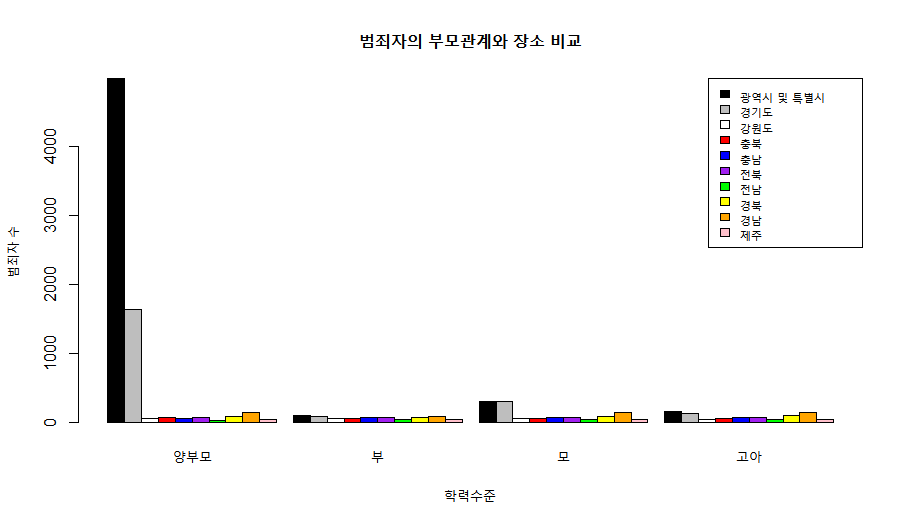 범죄자의 부모관계와 장소 비교
광역시 및 특별시
경기도
강원도
충북
충남
전북
전남
경북
경남
제주
범죄자 수
4000
3000
2000
1000
0
양부모
부
모
고아
학력수준